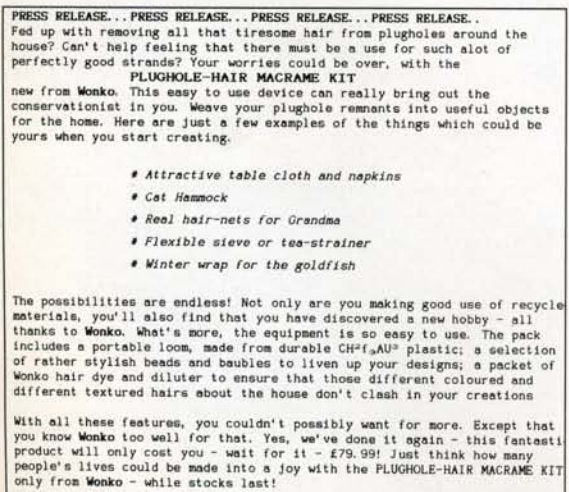 PRESS RELEASE...PRESS RELEASE...PRESS RELEASE...PRESS RELEASE..
Fed up with removing all that tiresome hair from plugholes around the
house? Can't help feeling that there must be a use for such alot of
perfectly good strands? Your worries could be over, with the
PLUGHOLE-HAIR MACRAME KIT
new from Wonko. This easy to use device can really bring out the
conservationist in you. Weave your plughole remnants into useful objects
for the home. Here are just a few examples of the things which could be
yours when you start creating.
# Attractive table cloth and napkins
# Cat Hammock
# Real hair-nets for Grandma
# Flexible sieve or tea-strainer
# Winter wrap for the goldfish
The possibilities are endless! Not only are you making good use of recycle
materials, you'll also find that you have discovered a new hobby - all
thanks to Wonko. What's more, the equipment is so easy to use. The pack
includes a portable loom, made from durable plastic; a selection
of rather stylish beads and baubles to liven up your designs; a packet of
Wonko hair dye and diluter to ensure that those different coloured and
different textured hairs about the house don't clash in your creations
With all these features, you couldn't possibly want for more. Except that
you know Wonko too well for that. Yes, we've done it again - this fantasti
product will only cost you - wait for it - £79.99! Just think how many
people's lives could be made into a joy with the PLUGHOLE-HAIR MACRAME KIT
only from Wonko - while stocks last!